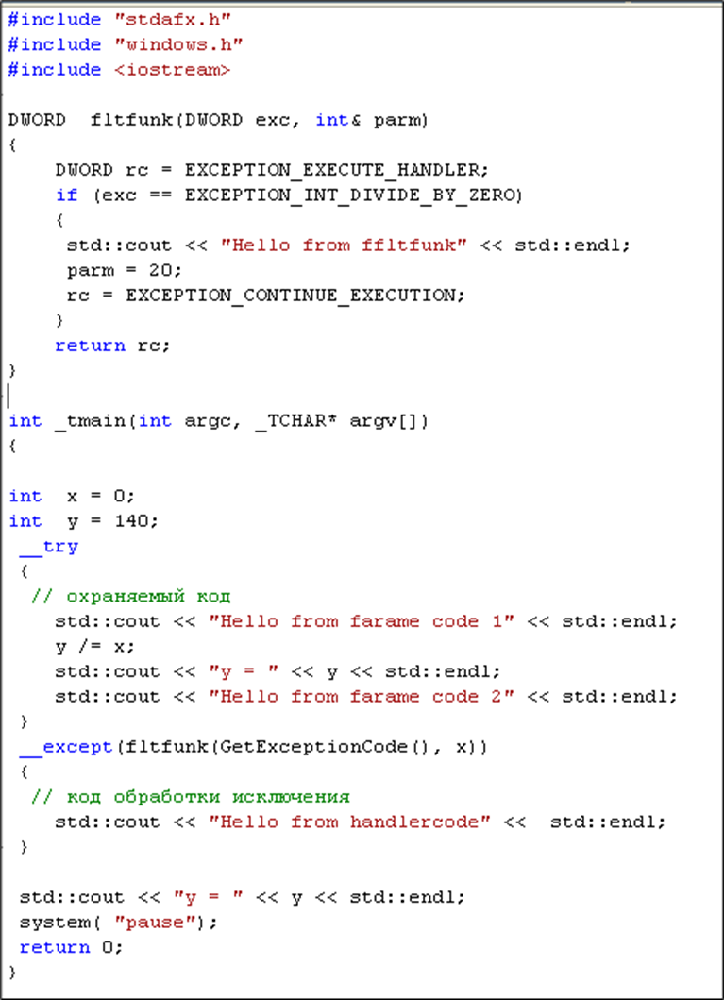 #include "stdafx.h"
#include "windows.h"
#include <iostream>
DWORD  fltfunk(DWORD exc, int& parm)
{
    DWORD rc = EXCEPTION_EXECUTE_HANDLER;
    if (exc == EXCEPTION_INT_DIVIDE_BY_ZERO)
    {
     std::cout << "Hello from ffltfunk" << std::endl;
     parm = 20;
     rc = EXCEPTION_CONTINUE_EXECUTION;
    }
    return rc;
}
int _tmain(int argc, _TCHAR* argv[])
{
int  x = 0;
int  y = 140;
 __try
 {
  // охраняемый код
    std::cout << "Hello from farame code 1" << std::endl;
    y /= x;
    std::cout << "y = " << y << std::endl;
    std::cout << "Hello from farame code 2" << std::endl;
 }
 __except(fltfunk(GetExceptionCode(), x))
 {
  // код обработки исключения
    std::cout << "Hello from handlercode" <<  std::endl;
 }
 std::cout << "y = " << y << std::endl;
 system( "pause");
 return 0;
}